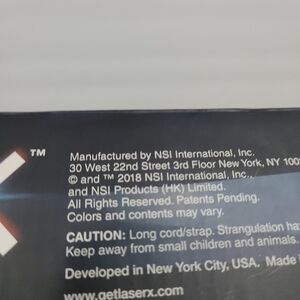 X™
Manufactured by NSI International, Inc.
30 West 22nd Street 3rd Floor New York, NY
© and ™ 2018 NSI International, Inc.,
and NSI Products (HK) Limited.
All Rights Reserved. Patents Pending.
Colors and contents may vary.
CAUTION: Long cord/strap. Strangulation
Keep away from small children and animals.
Developed in New York City, USA. Made
www.getlaserx.com